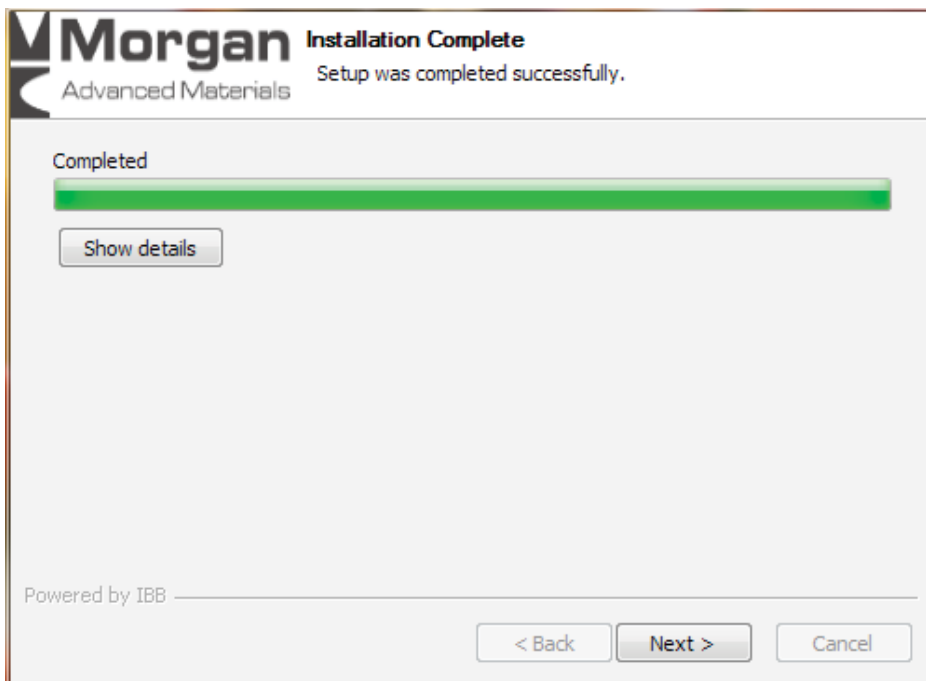 Morgan
Advanced Materials
Installation Complete
Setup was completed successfully.
Completed
Show details
Powered by IBB
< Back
Next >
Cancel